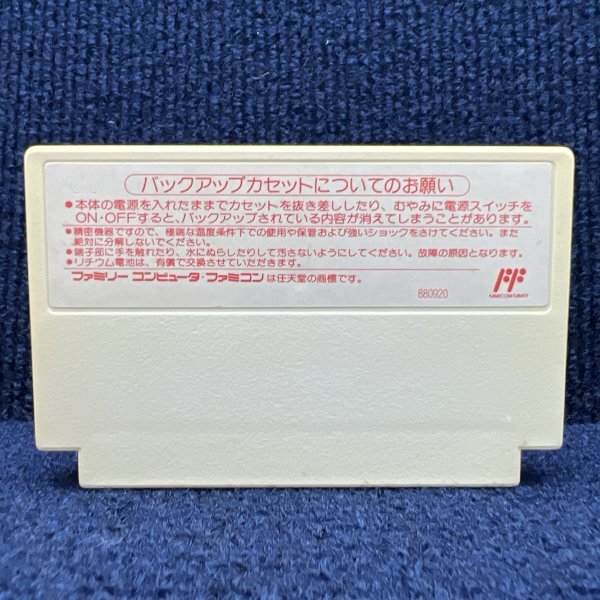 バックアップカセットについてのお願い
●本体の電源を入れたままでカセットを抜き差ししたり、むやみに電源スイッチを
ON・OFFすると、バックアップされている内容が消えてしまうことがあります。
●精密機器ですので、極端な温度条件下での使用や保管および強いショックをさけてください。また
絶対に分解しないでください。
●端子部に手を触れたり、水にぬらしたりして汚さないようにしてください。故障の原因となります。
●リチウム電池は、有償で交換させていただきます。
ファミリーコンピュータ・ファミコンは任天堂の商標です。
FAMICOM FAMILY
880920